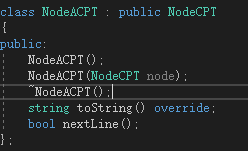 class NodeACPT : public NodeCPT
{
public:
    NodeACPT();
    NodeACPT(NodeCPT node);
    ~NodeACPT();
    string toString() override;
    bool nextLine();
};